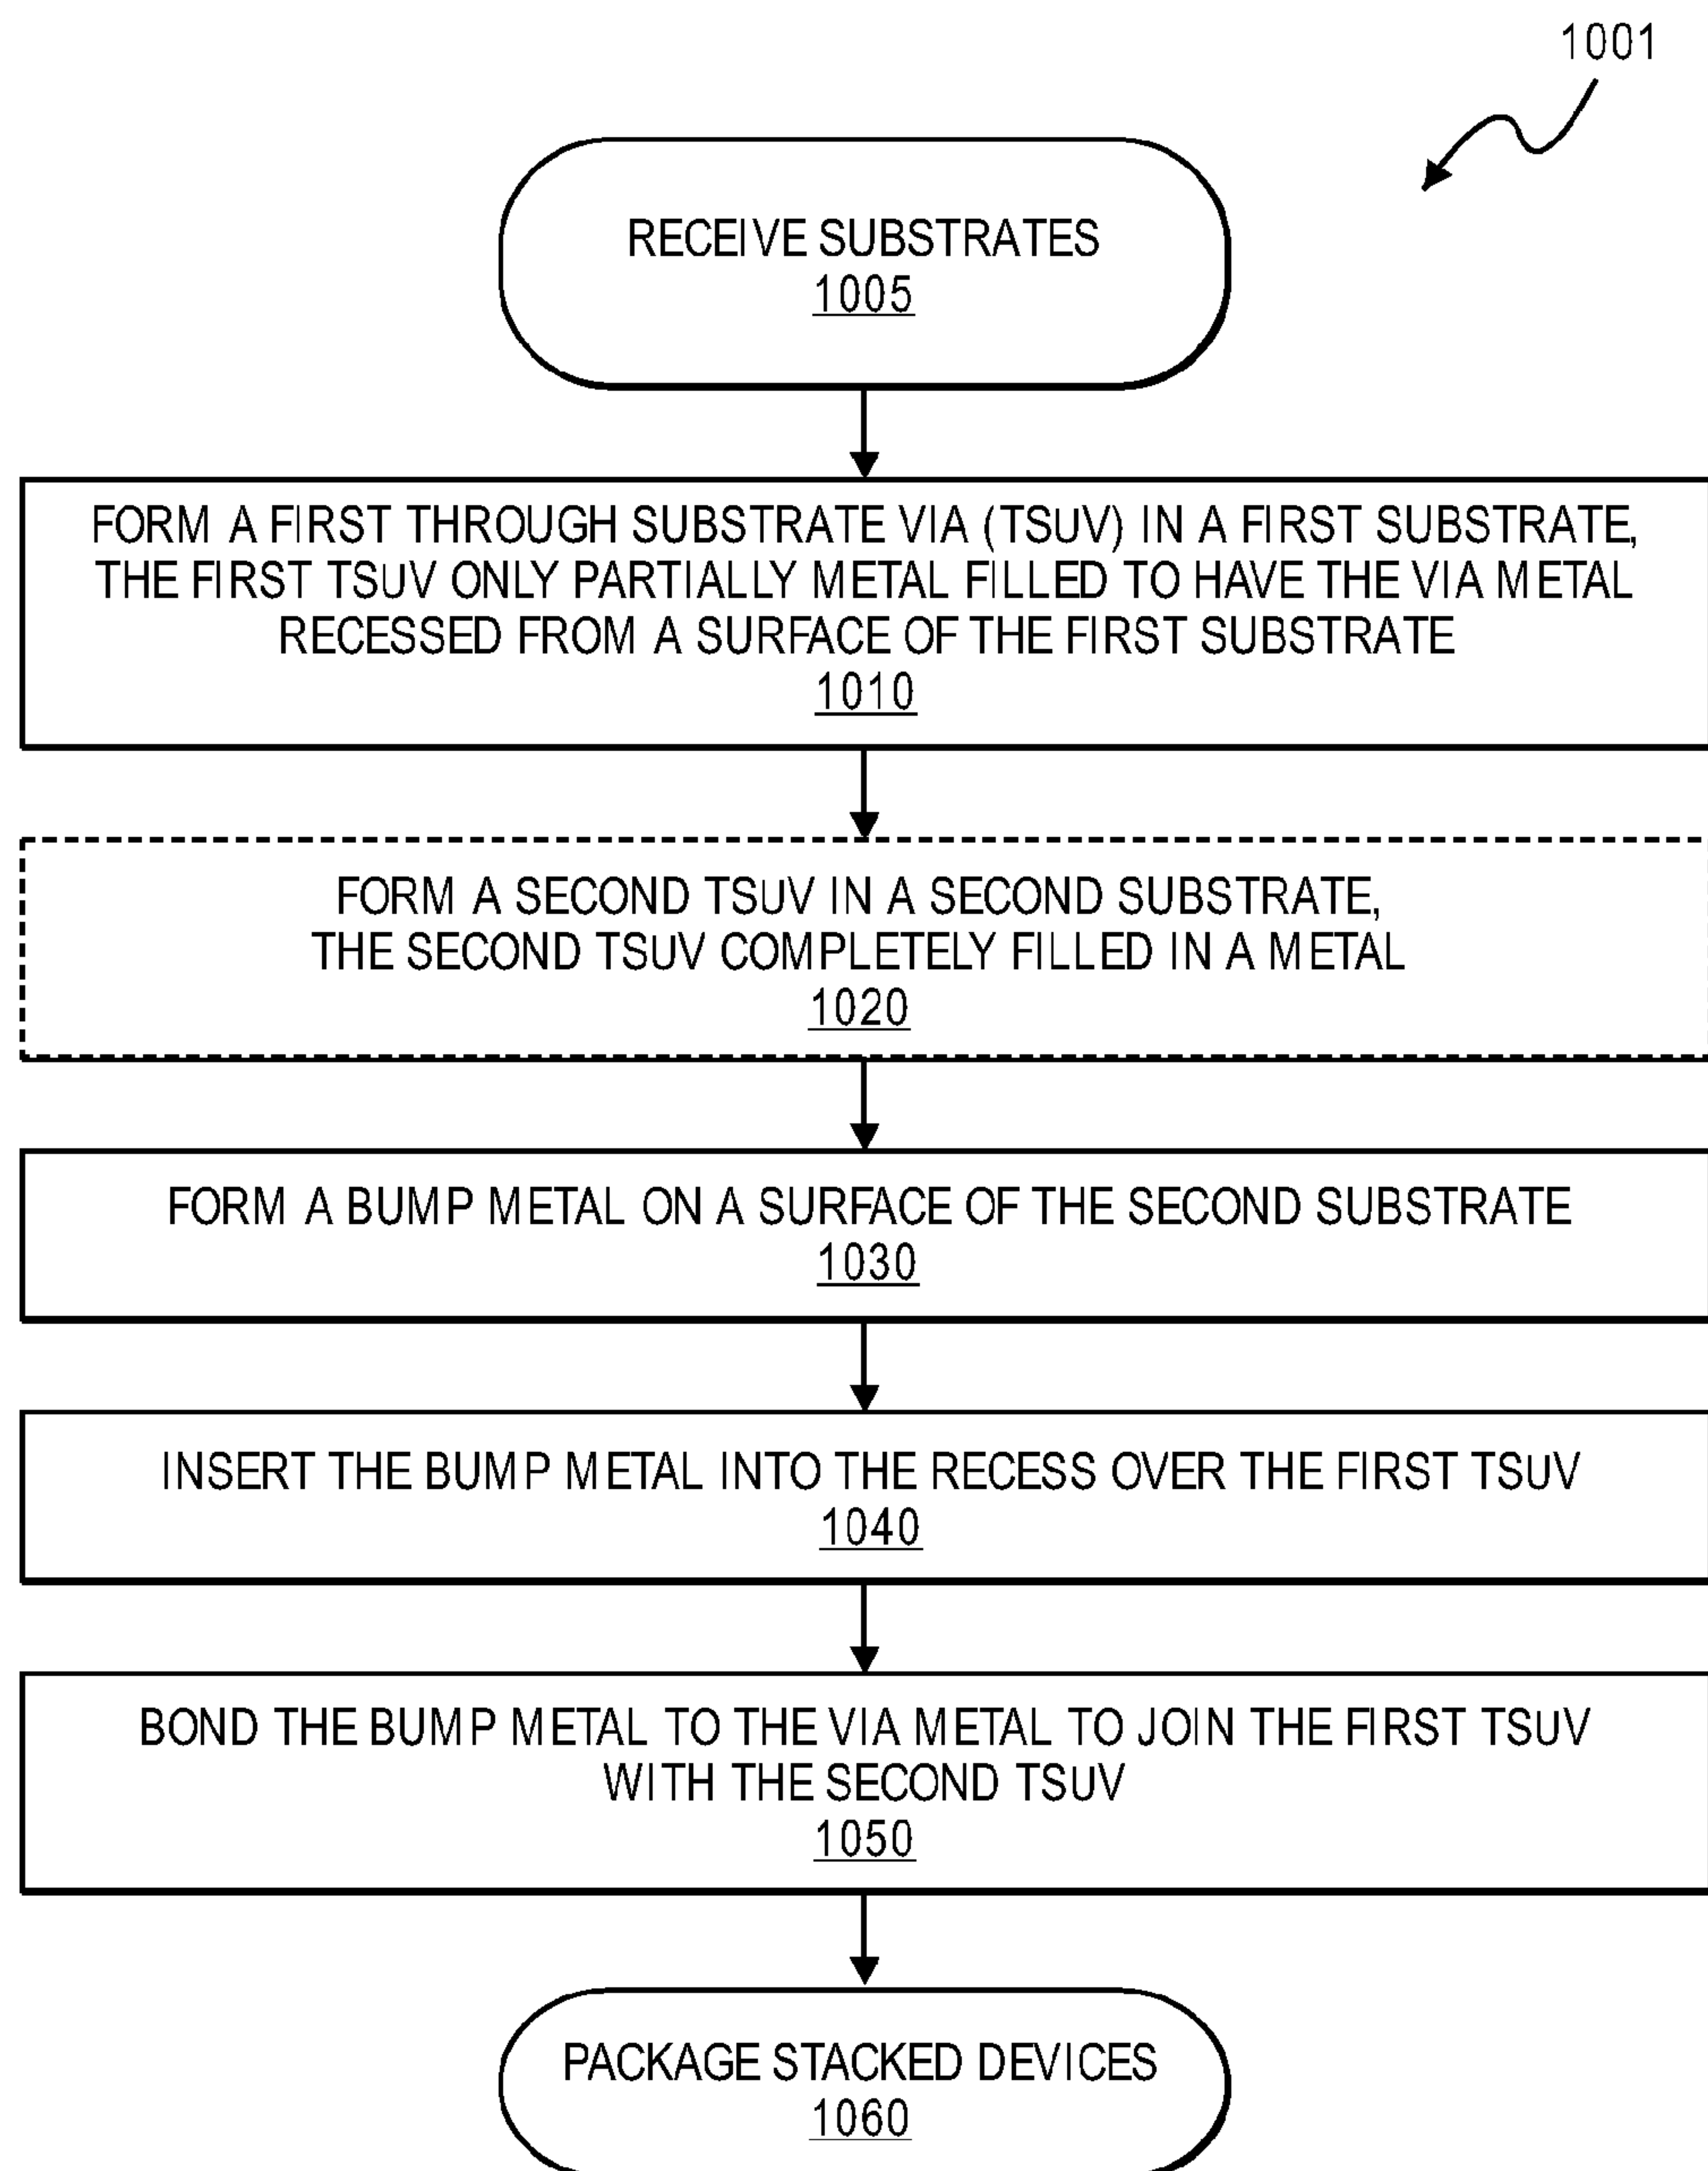 1001
RECEIVE SUBSTRATES
1005
FORM A FIRST THROUGH SUBSTRATE VIA (TSuV) IN A FIRST SUBSTRATE,
THE FIRST TSuV ONLY PARTIALLY METAL FILLED TO HAVE THE VIA METAL
RECESSED FROM A SURFACE OF THE FIRST SUBSTRATE
1010
FORM A SECOND TSuV IN A SECOND SUBSTRATE,
THE SECOND TSuV COMPLETELY FILLED IN A METAL
1020
FORM A BUMP METAL ON A SURFACE OF THE SECOND SUBSTRATE
1030
INSERT THE BUMP METAL INTO THE RECESS OVER THE FIRST TSuV
1040
BOND THE BUMP METAL TO THE VIA METAL TO JOIN THE FIRST TSuV
WITH THE SECOND TSuV
1050
PACKAGE STACKED DEVICES
1060